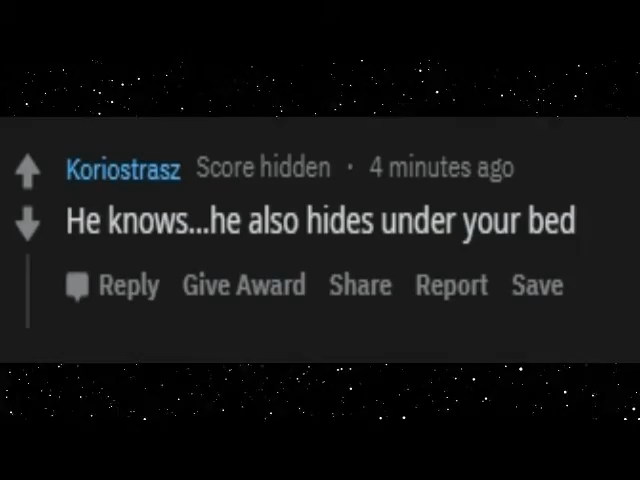 Koriostrasz Score hidden · 4 minutes ago
He knows...he also hides under your bed
Reply Give Award Share Report Save